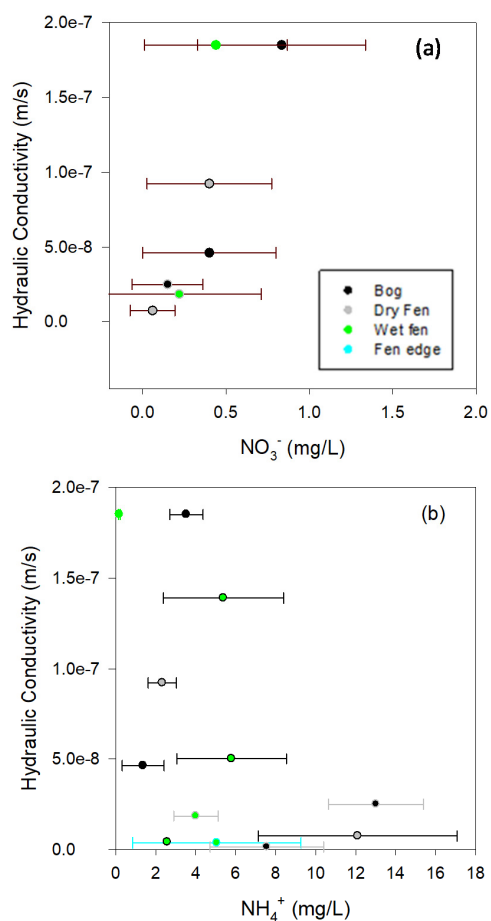 (a)
Hydraulic Conductivity (m/s)
2.0e-7
1.5e-7
1.0e-7
5.0e-8
0.0
Bog
Dry Fen
Wet fen
Fen edge
0.0 0.5 1.0 1.5 2.0
NO₃⁻ (mg/L)
(b)
Hydraulic Conductivity (m/s)
2.0e-7
1.5e-7
1.0e-7
5.0e-8
0.0
0 2 4 6 8 10 12 14 16 18
NH₄⁺ (mg/L)